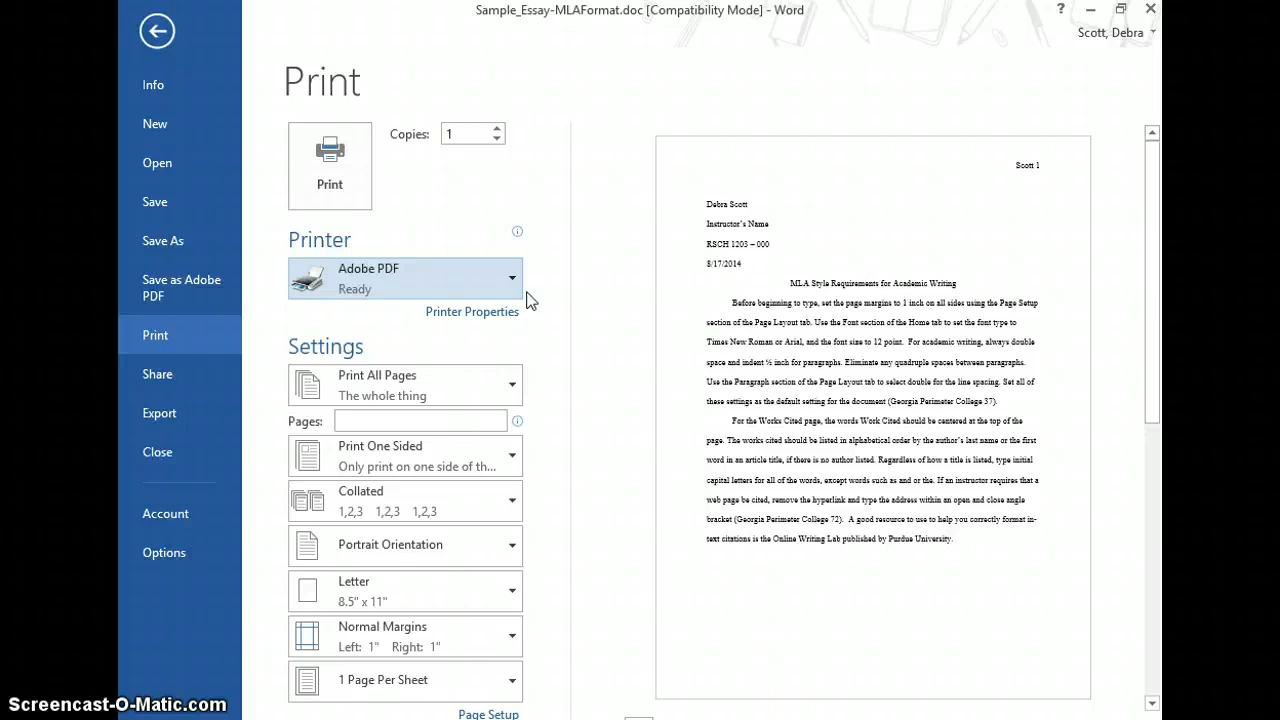 Sample_Essay-MLAFormat.doc [Compatibility Mode] - Word
?
Scott, Debra
Info
New
Open
Save
Save As
Save as Adobe
PDF
Print
Share
Export
Close
Account
Options
Print
Print
Copies: 1
Printer
Adobe PDF
Ready
Printer Properties
Settings
Print All Pages
The whole thing
Pages:
Print One Sided
Only print on one side of th...
Collated
1,2,3 1,2,3 1,2,3
Portrait Orientation
Letter
8.5" x 11"
Normal Margins
Left: 1" Right: 1"
1 Page Per Sheet
Page Setup
Scott 1
Debra Scott
Instructor's Name
RSCH 1203 – 000
8/17/2014
MLA Style Requirements for Academic Writing
Before beginning to type, set the page margins to 1 inch on all sides using the Page Setup
section of the Page Layout tab. Use the Font section of the Home tab to set the font type to
Times New Roman or Arial, and the font size to 12 point. For academic writing, always double
space and indent ½ inch for paragraphs. Eliminate any quadruple spaces between paragraphs.
Use the Paragraph section of the Page Layout tab to select double for the line spacing. Set all of
these settings as the default setting for the document (Georgia Perimeter College 37).
For the Works Cited page, the words Work Cited should be centered at the top of the
page. The works cited should be listed in alphabetical order by the author's last name or the first
word in an article title, if there is no author listed. Regardless of how a title is listed, type initial
capital letters for all of the words, except words such as and or the. If an instructor requires that a
web page be cited, remove the hyperlink and type the address within an open and close angle
bracket (Georgia Perimeter College 72). A good resource to use to help you correctly format in-
text citations is the Online Writing Lab published by Purdue University.
Screencast-O-Matic.com